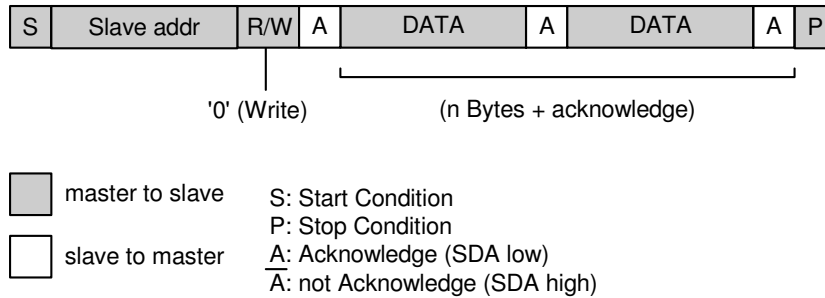 S Slave addr R/W A DATA A DATA A P
'0' (Write) (n Bytes + acknowledge)
master to slave
slave to master
S: Start Condition
P: Stop Condition
A: Acknowledge (SDA low)
A̅: not Acknowledge (SDA high)